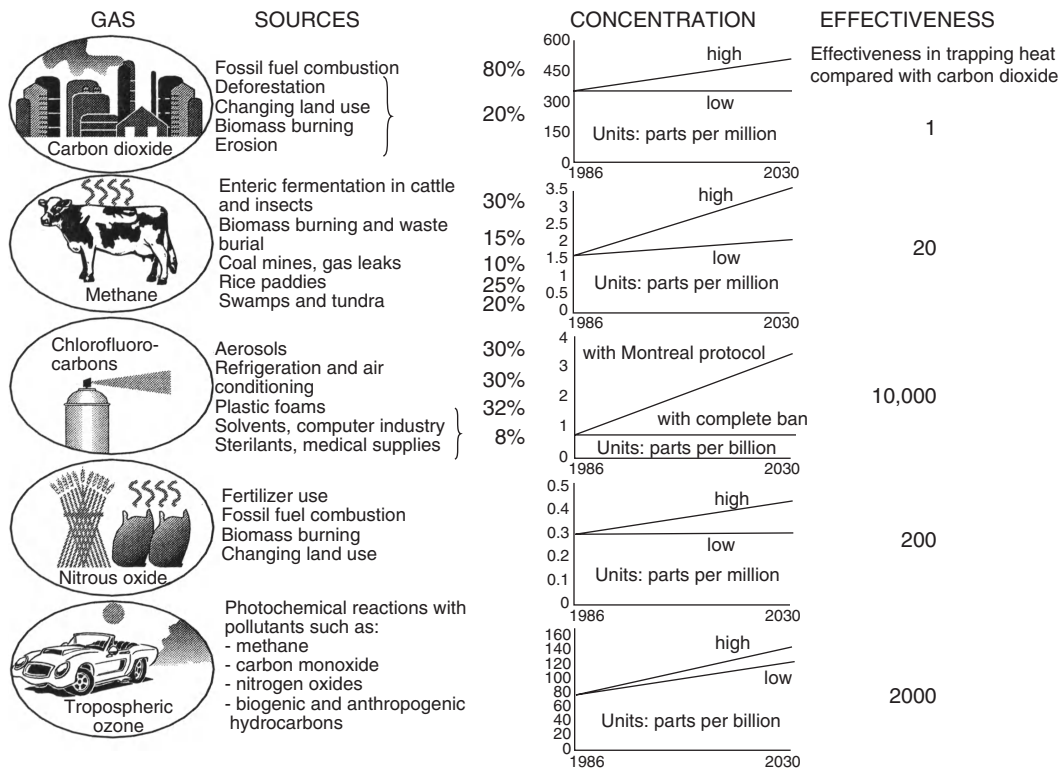 GAS SOURCES CONCENTRATION EFFECTIVENESS
Carbon dioxide
Fossil fuel combustion 80%
Deforestation
Changing land use 20%
Biomass burning
Erosion
600
450
300
150
0
high
low
Units: parts per million
1986 2030
Effectiveness in trapping heat
compared with carbon dioxide
1
Methane
Enteric fermentation in cattle
and insects 30%
Biomass burning and waste
burial 15%
Coal mines, gas leaks 10%
Rice paddies 25%
Swamps and tundra 20%
3.5
3
2.5
2
1.5
1
0.5
0
high
low
Units: parts per million
1986 2030
20
Chlorofluoro-
carbons
Aerosols 30%
Refrigeration and air
conditioning 30%
Plastic foams 32%
Solvents, computer industry
Sterilants, medical supplies 8%
4
3
2
1
0
with Montreal protocol
with complete ban
Units: parts per billion
1986 2030
10,000
Nitrous oxide
Fertilizer use
Fossil fuel combustion
Biomass burning
Changing land use
0.5
0.4
0.3
0.2
0.1
0
high
low
Units: parts per million
1986 2030
200
Tropospheric
ozone
Photochemical reactions with
pollutants such as:
- methane
- carbon monoxide
- nitrogen oxides
- biogenic and anthropogenic
hydrocarbons
160
140
120
100
80
60
40
20
0
high
low
Units: parts per billion
1986 2030
2000